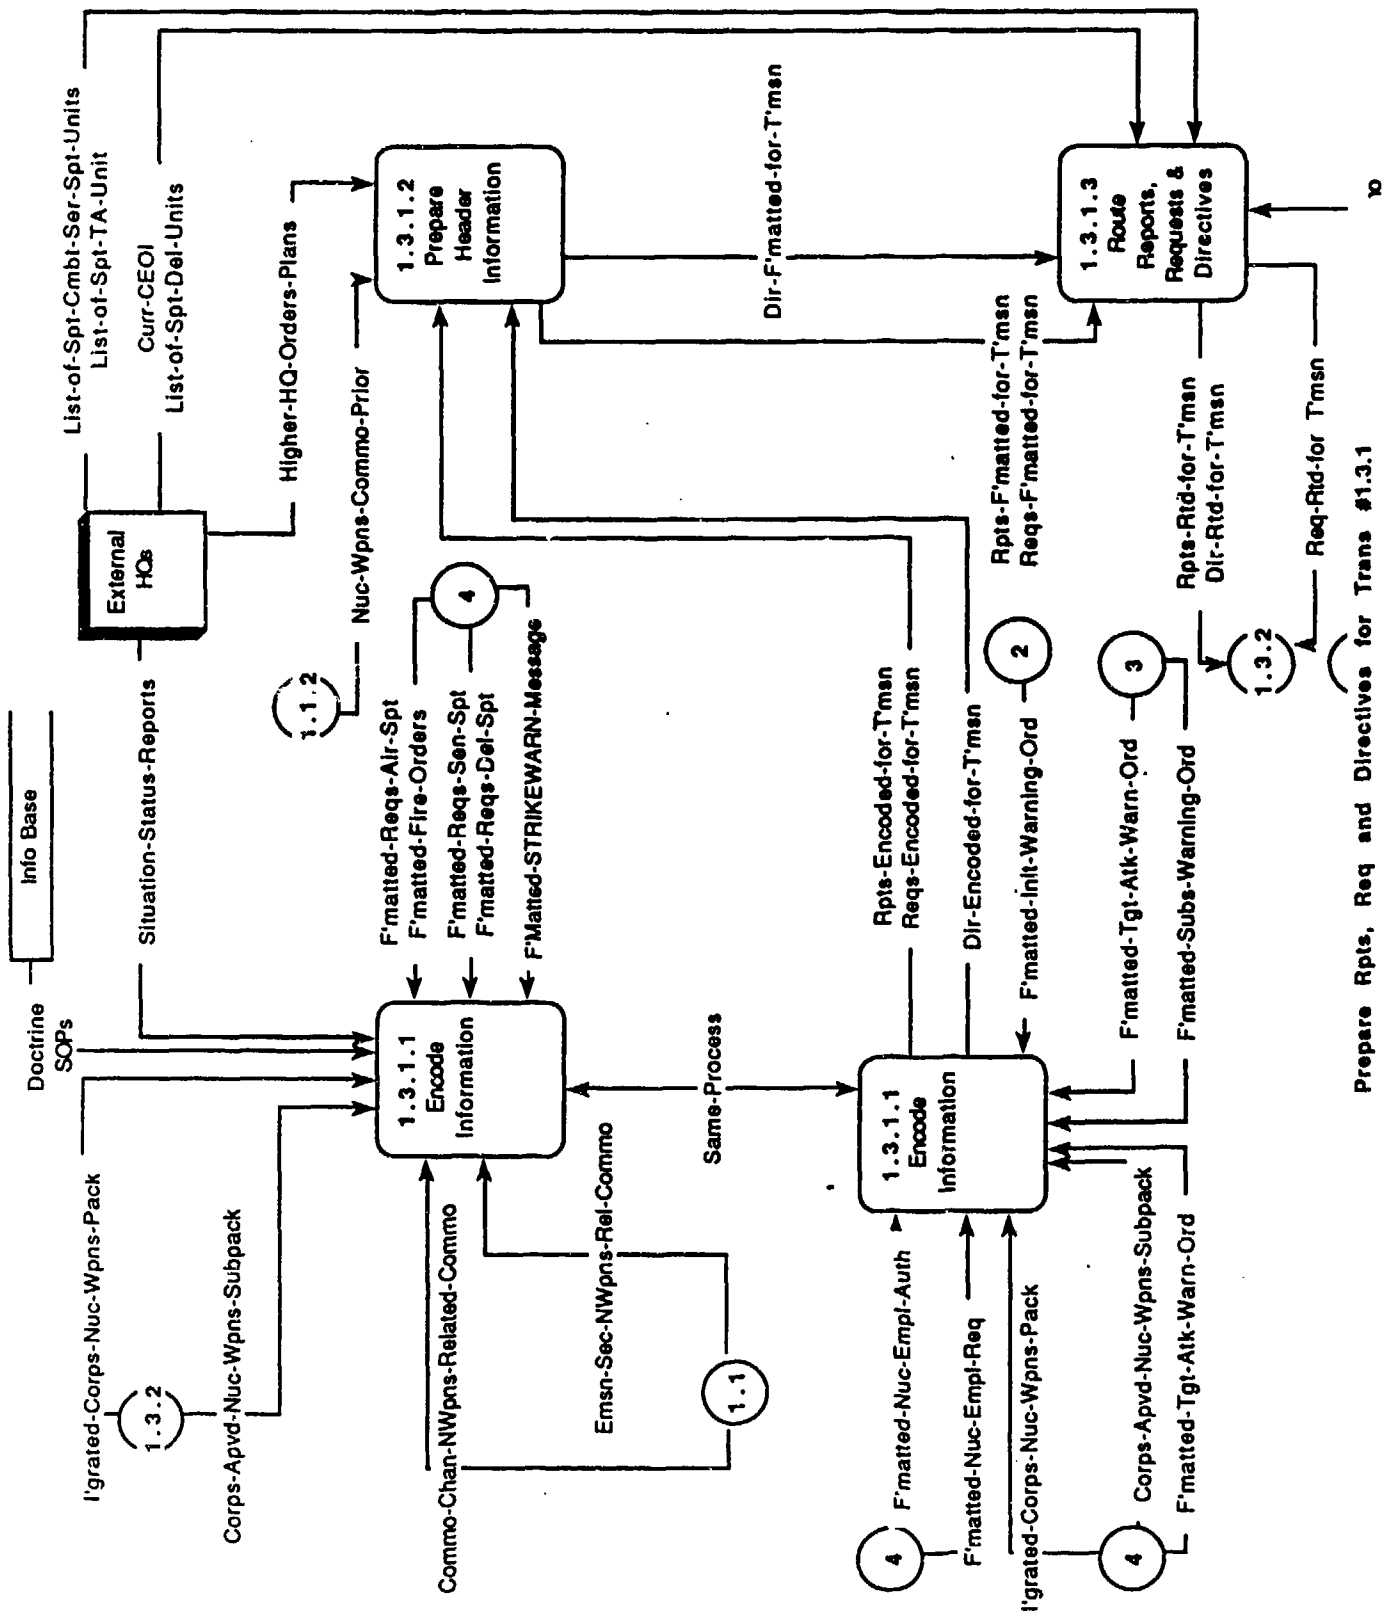 Doctrine
SOPs
Info Base
I'grated-Corps-Nuc-Wpns-Pack
1.3.2
Corps-Apvd-Nuc-Wpns-Subpack
Situation-Status-Reports
External
HQs
List-of-Spt-Cmbt-Ser-Spt-Units
List-of-Spt-TA-Unit
Curr-CEOI
List-of-Spt-Del-Units
Higher-HQ-Orders-Plans
1.1.2
Nuc-Wpns-Commo-Prior
Commo-Chan-NWpns-Related-Commo
Emsn-Sec-NWpns-Rel-Commo
1.1
1.3.1.1
Encode
Information
F'matted-Reqs-Air-Spt
F'matted-Fire-Orders
F'matted-Reqs-Sen-Spt
F'matted-Reqs-Del-Spt
F'Matted-STRIKEWARN-Message
4
1.3.1.2
Prepare
Header
Information
Same-Process
Dir-F'matted-for-T'msn
4
F'matted-Nuc-Empl-Auth
F'matted-Nuc-Empl-Req
I'grated-Corps-Nuc-Wpns-Pack
4
Corps-Apvd-Nuc-Wpns-Subpack
F'matted-Tgt-Atk-Warn-Ord
1.3.1.1
Encode
Information
Rpts-Encoded-for-T'msn
Reqs-Encoded-for-T'msn
Dir-Encoded-for-T'msn
F'matted-Init-Warning-Ord
2
F'matted-Tgt-Atk-Warn-Ord
3
F'matted-Subs-Warning-Ord
Rpts-F'matted-for-T'msn
Reqs-F'matted-for-T'msn
1.3.1.3
Route
Reports,
Requests &
Directives
Rpts-Rtd-for-T'msn
Dir-Rtd-for-T'msn
1.3.2
Req-Rtd-for T'msn
Prepare Rpts, Req and Directives for Trans #1.3.1